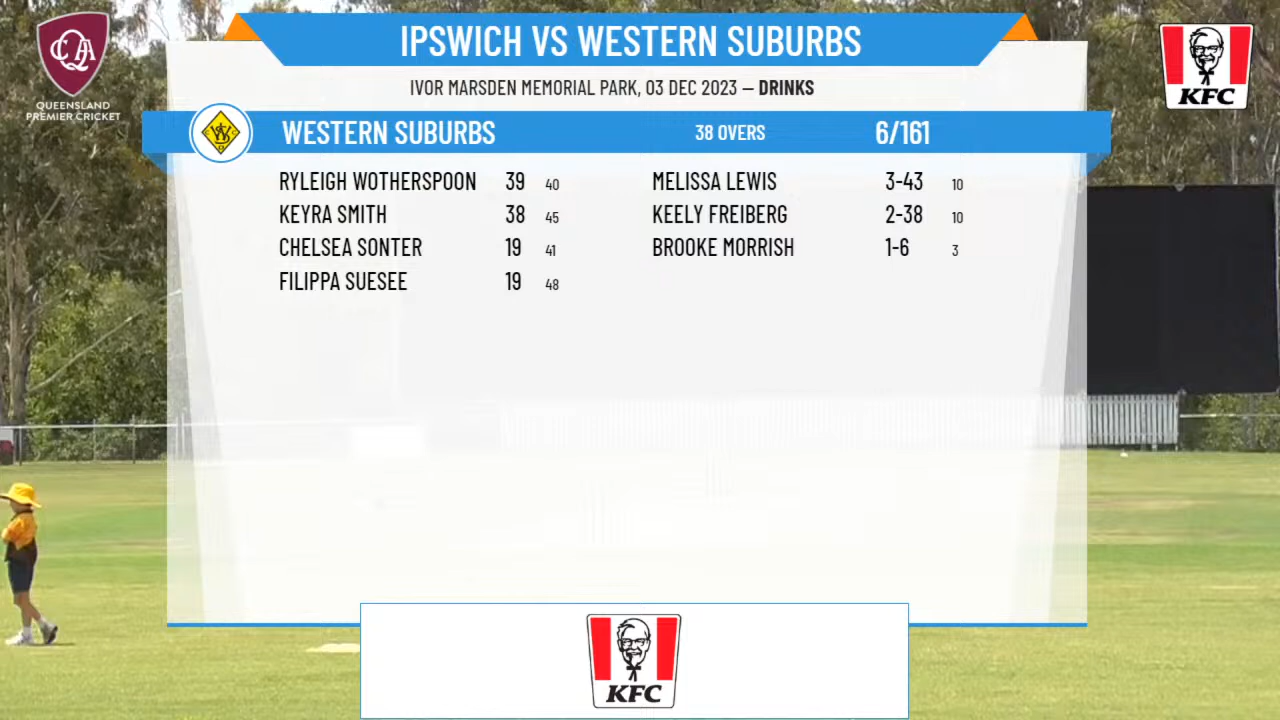 IPSWICH VS WESTERN SUBURBS
QUEENSLAND
PREMIER CRICKET
KFC
IVOR MARSDEN MEMORIAL PARK, 03 DEC 2023 – DRINKS
WESTERN SUBURBS 38 OVERS 6/161
RYLEIGH WOTHERSPOON 39 40 MELISSA LEWIS 3-43 10
KEYRA SMITH 38 45 KEELY FREIBERG 2-38 10
CHELSEA SONTER 19 41 BROOKE MORRISH 1-6 3
FILIPPA SUESEE 19 48
KFC